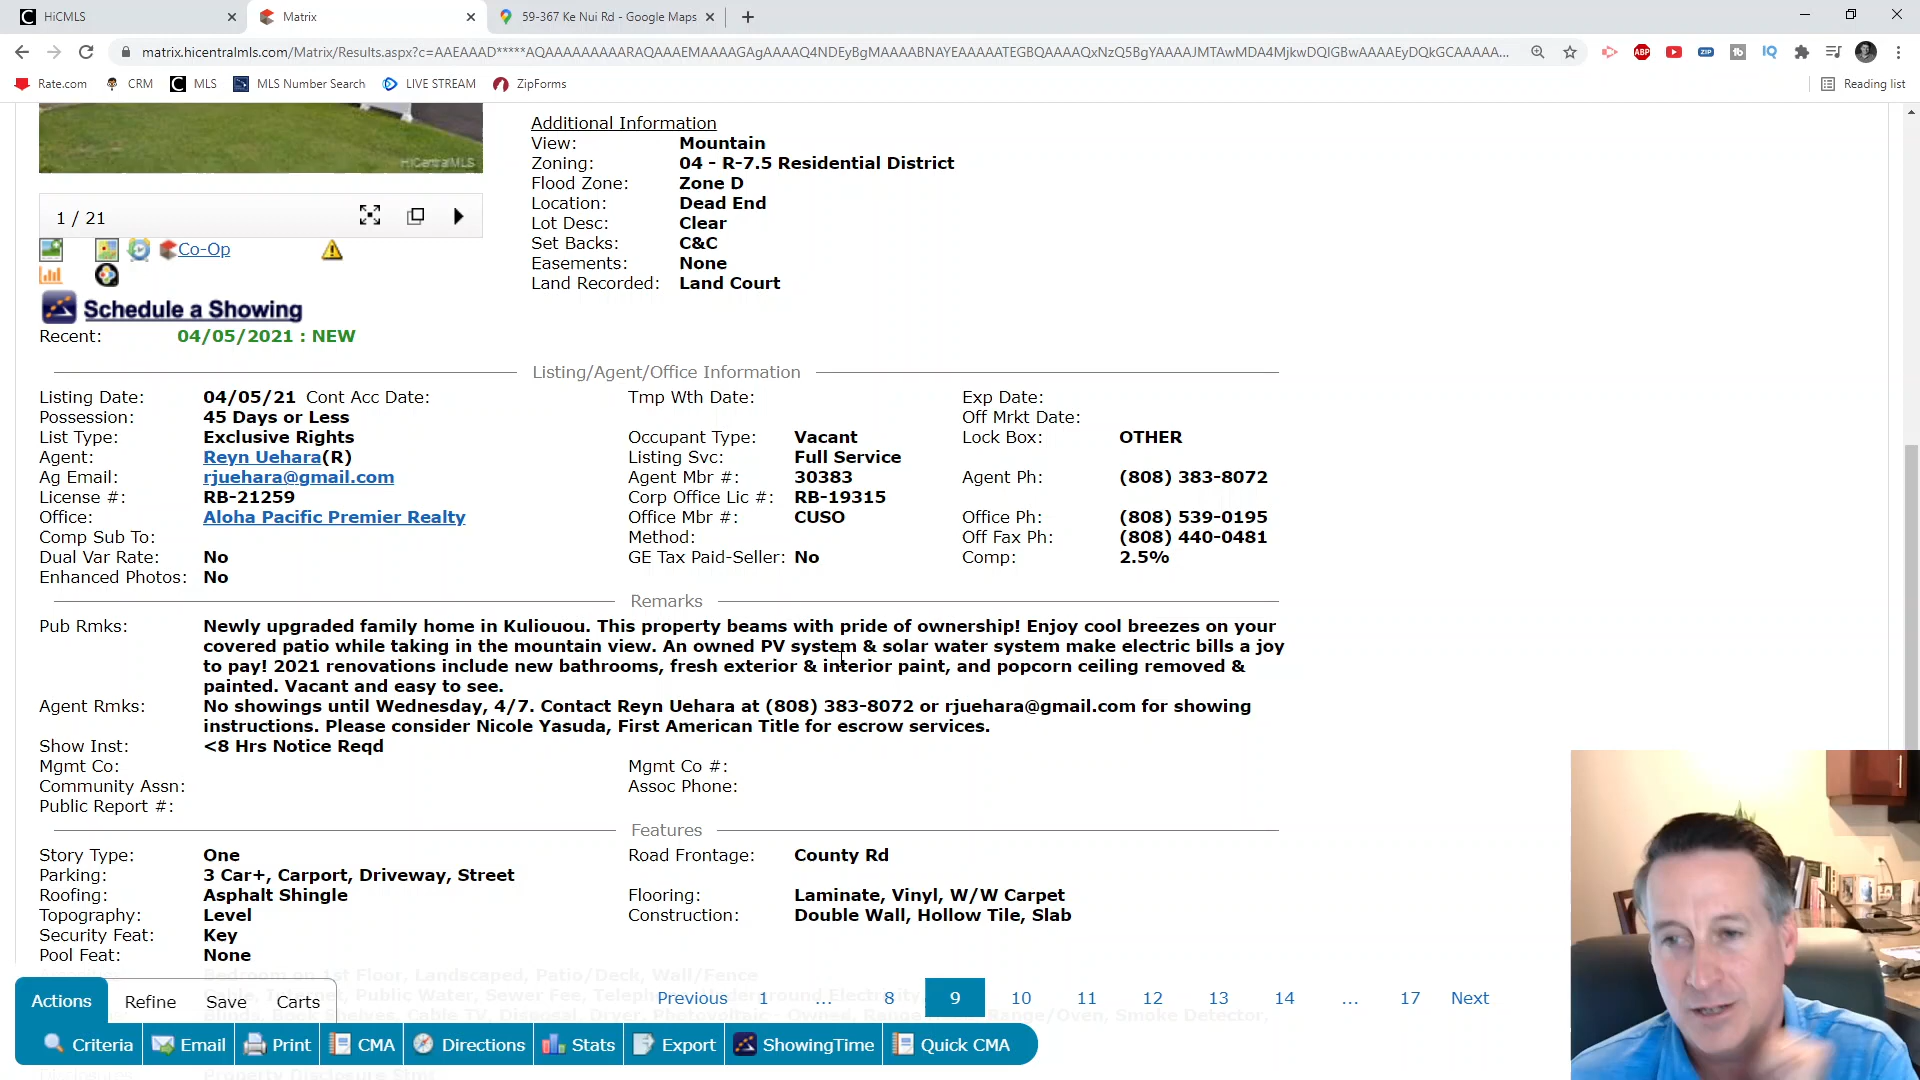 HiCMLS
Matrix
59-367 Ke Nui Rd - Google Maps
matrix.hicentralmls.com/Matrix/Results.aspx?c=AAEAAAD*****AQAAAAAAAAARAQAAAEMAAAAGAgAAAAQ4NDEyBgMAAAABNAYEAAAAATEGBQAAAAQxNzQ5BgYAAAAJMTAwMDA4MjkwDQIGBwAAAAEyDQkGCAAAAA...
Rate.com CRM MLS MLS Number Search LIVE STREAM ZipForms Reading list
HiCentralMLS
1 / 21
Co-Op
Schedule a Showing
Recent: 04/05/2021 : NEW
Additional Information
View: Mountain
Zoning: 04 - R-7.5 Residential District
Flood Zone: Zone D
Location: Dead End
Lot Desc: Clear
Set Backs: C&C
Easements: None
Land Recorded: Land Court
Listing/Agent/Office Information
Listing Date: 04/05/21 Cont Acc Date: Tmp Wth Date: Exp Date:
Possession: 45 Days or Less Off Mrkt Date:
List Type: Exclusive Rights Occupant Type: Vacant Lock Box: OTHER
Agent: Reyn Uehara(R) Listing Svc: Full Service
Ag Email: rjuehara@gmail.com Agent Mbr #: 30383 Agent Ph: (808) 383-8072
License #: RB-21259 Corp Office Lic #: RB-19315
Office: Aloha Pacific Premier Realty Office Mbr #: CUSO Office Ph: (808) 539-0195
Comp Sub To: Method: Off Fax Ph: (808) 440-0481
Dual Var Rate: No GE Tax Paid-Seller: No Comp: 2.5%
Enhanced Photos: No
Remarks
Pub Rmks: Newly upgraded family home in Kuliouou. This property beams with pride of ownership! Enjoy cool breezes on your
covered patio while taking in the mountain view. An owned PV system & solar water system make electric bills a joy
to pay! 2021 renovations include new bathrooms, fresh exterior & interior paint, and popcorn ceiling removed &
painted. Vacant and easy to see.
Agent Rmks: No showings until Wednesday, 4/7. Contact Reyn Uehara at (808) 383-8072 or rjuehara@gmail.com for showing
instructions. Please consider Nicole Yasuda, First American Title for escrow services.
Show Inst: <8 Hrs Notice Reqd
Mgmt Co: Mgmt Co #:
Community Assn: Assoc Phone:
Public Report #:
Features
Story Type: One Road Frontage: County Rd
Parking: 3 Car+, Carport, Driveway, Street
Roofing: Asphalt Shingle Flooring: Laminate, Vinyl, W/W Carpet
Topography: Level Construction: Double Wall, Hollow Tile, Slab
Security Feat: Key
Pool Feat: None
Bedroom on 1st Floor, Landscaped, Patio/Deck, Wall/Fence
Actions Refine Save Carts
Previous 1 ... 8 9 10 11 12 13 14 ... 17 Next
Criteria Email Print CMA Directions Stats Export ShowingTime Quick CMA